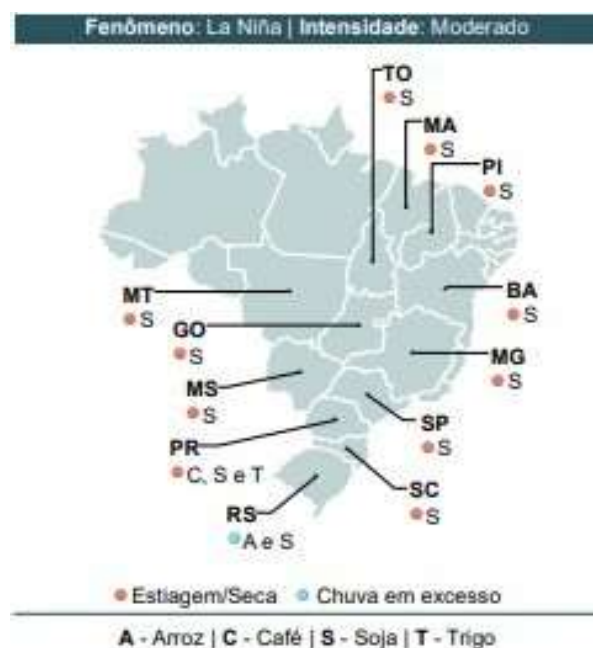 Fenômeno: La Niña | Intensidade: Moderado
TO
S
MA
S
PI
S
MT
S
BA
S
GO
S
MG
S
MS
S
SP
S
PR
C, S e T
SC
S
RS
A e S
Estiagem/Seca Chuva em excesso
A - Arroz | C - Café | S - Soja | T - Trigo